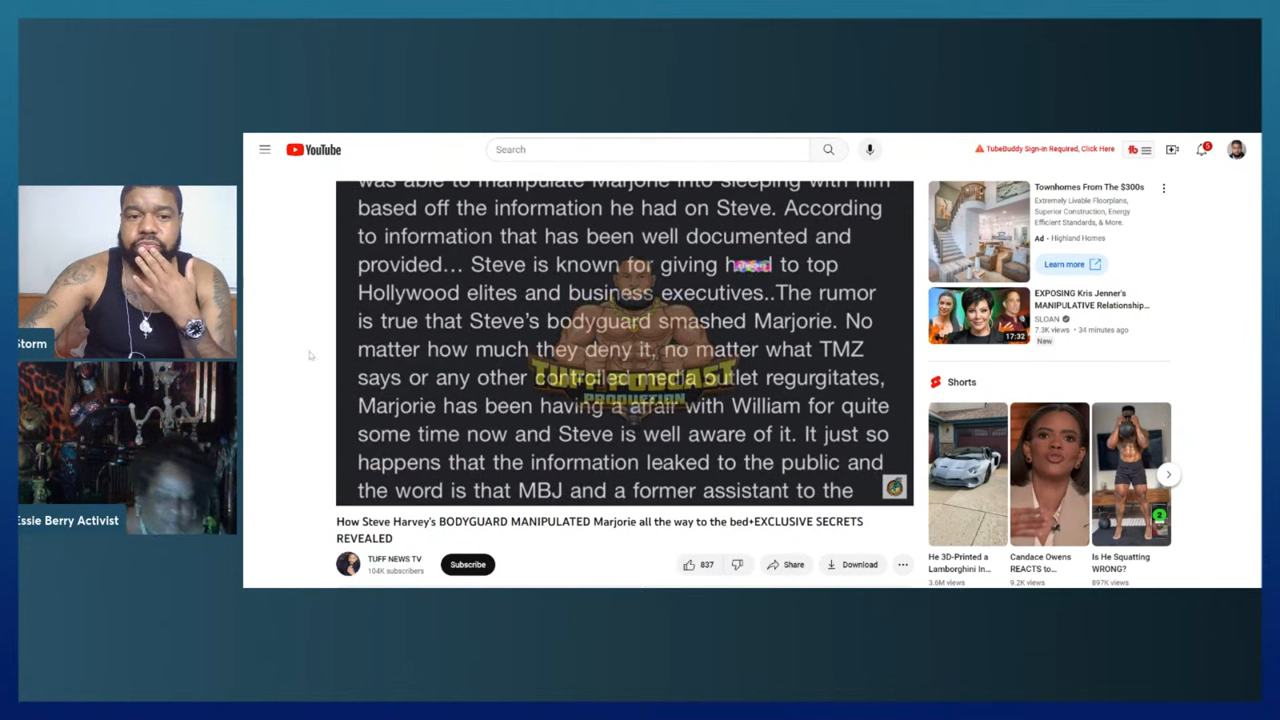 YouTube
Search
TubeBuddy Sign-in Required, Click Here
5
was able to manipulate Marjorie into sleeping with him
based off the information he had on Steve. According
to information that has been well documented and
provided... Steve is known for giving to top
Hollywood elites and business executives..The rumor
is true that Steve's bodyguard smashed Marjorie. No
matter how much they deny it, no matter what TMZ
says or any other controlled media outlet regurgitates,
Marjorie has been having a affair with William for quite
some time now and Steve is well aware of it. It just so
happens that the information leaked to the public and
the word is that MBJ and a former assistant to the
TUFF PODCAST
PRODUCTION
How Steve Harvey's BODYGUARD MANIPULATED Marjorie all the way to the bed+EXCLUSIVE SECRETS
REVEALED
TUFF NEWS TV
104K subscribers
Subscribe
837
Share
Download
Townhomes From The $300s
Extremely Livable Floorplans,
Superior Construction, Energy
Efficient Standards, & More.
Ad · Highland Homes
Learn more
EXPOSING Kris Jenner's
MANIPULATIVE Relationship...
SLOAN
7.3K views · 34 minutes ago
New
17:32
Shorts
2
He 3D-Printed a
Lamborghini In...
3.6M views
Candace Owens
REACTS to...
9.2K views
Is He Squatting
WRONG?
897K views
Storm
Essie Berry Activist